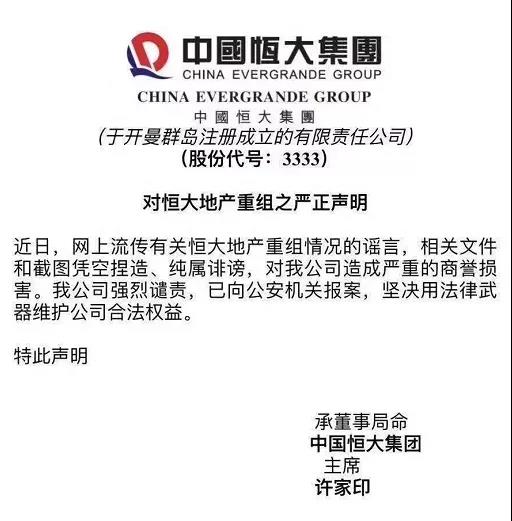 中國恆大集團
CHINA EVERGRANDE GROUP
CHINA EVERGRANDE GROUP
中國恆大集團
(于开曼群岛注册成立的有限责任公司)
(股份代号：3333)
对恒大地产重组之严正声明
近日，网上流传有关恒大地产重组情况的谣言，相关文件
和截图凭空捏造、纯属诽谤，对我公司造成严重的商誉损
害。我公司强烈谴责，已向公安机关报案，坚决用法律武
器维护公司合法权益。
特此声明
承董事局命
中国恒大集团
主席
许家印